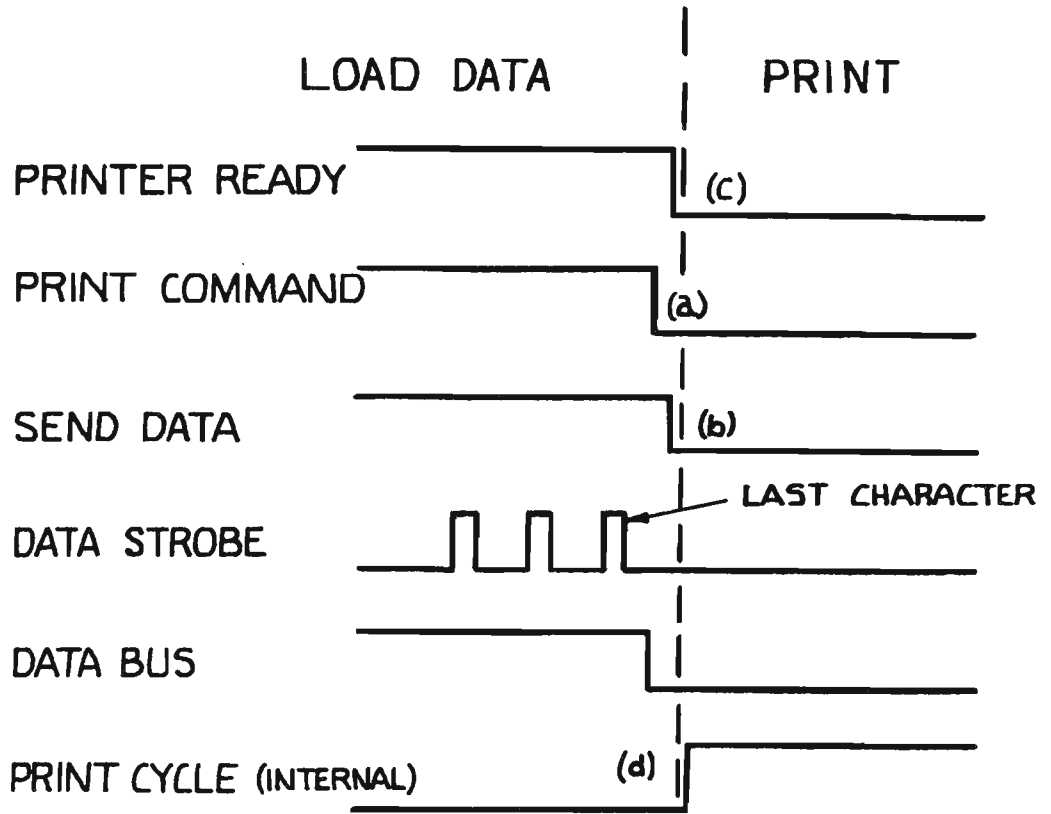 LOAD DATA PRINT
PRINTER READY (C)
PRINT COMMAND (a)
SEND DATA (b)
LAST CHARACTER
DATA STROBE
DATA BUS
PRINT CYCLE (INTERNAL) (d)